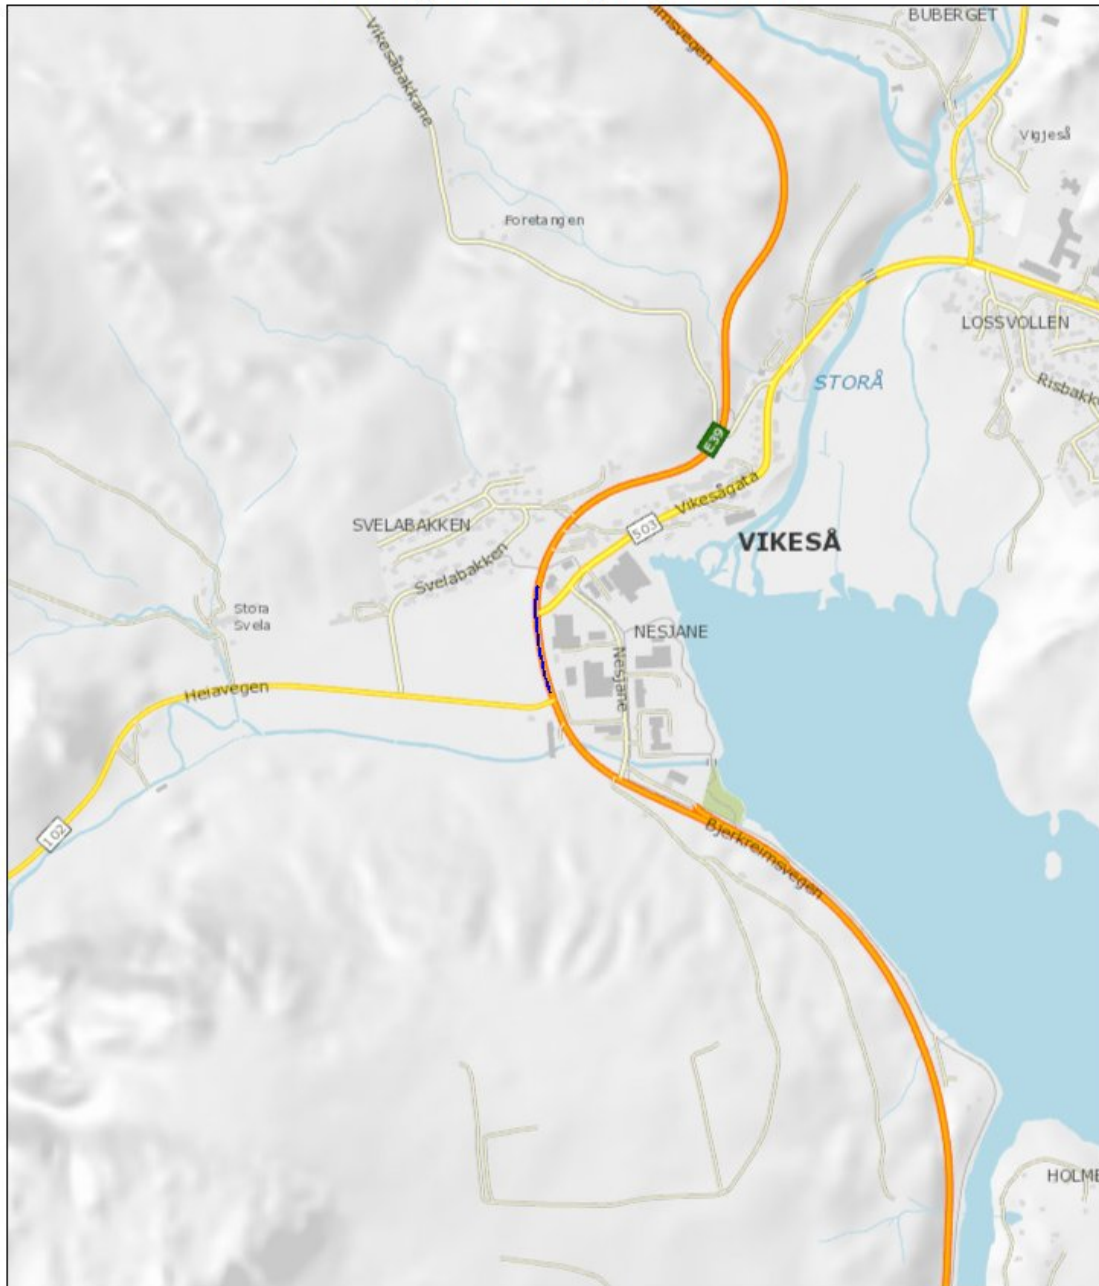 imsvegen
BUBERGET
Vikesåbakkane
Vigjeså
Foretangen
LOSSVOLLEN
STORÅ
Risbakk
E39
Vikesågata
503
SVELABAKKEN
VIKESÅ
Svelabakken
Stora
Svela
NESJANE
Nesjane
Heiavegen
102
Bjerkreimsvegen
HOLME